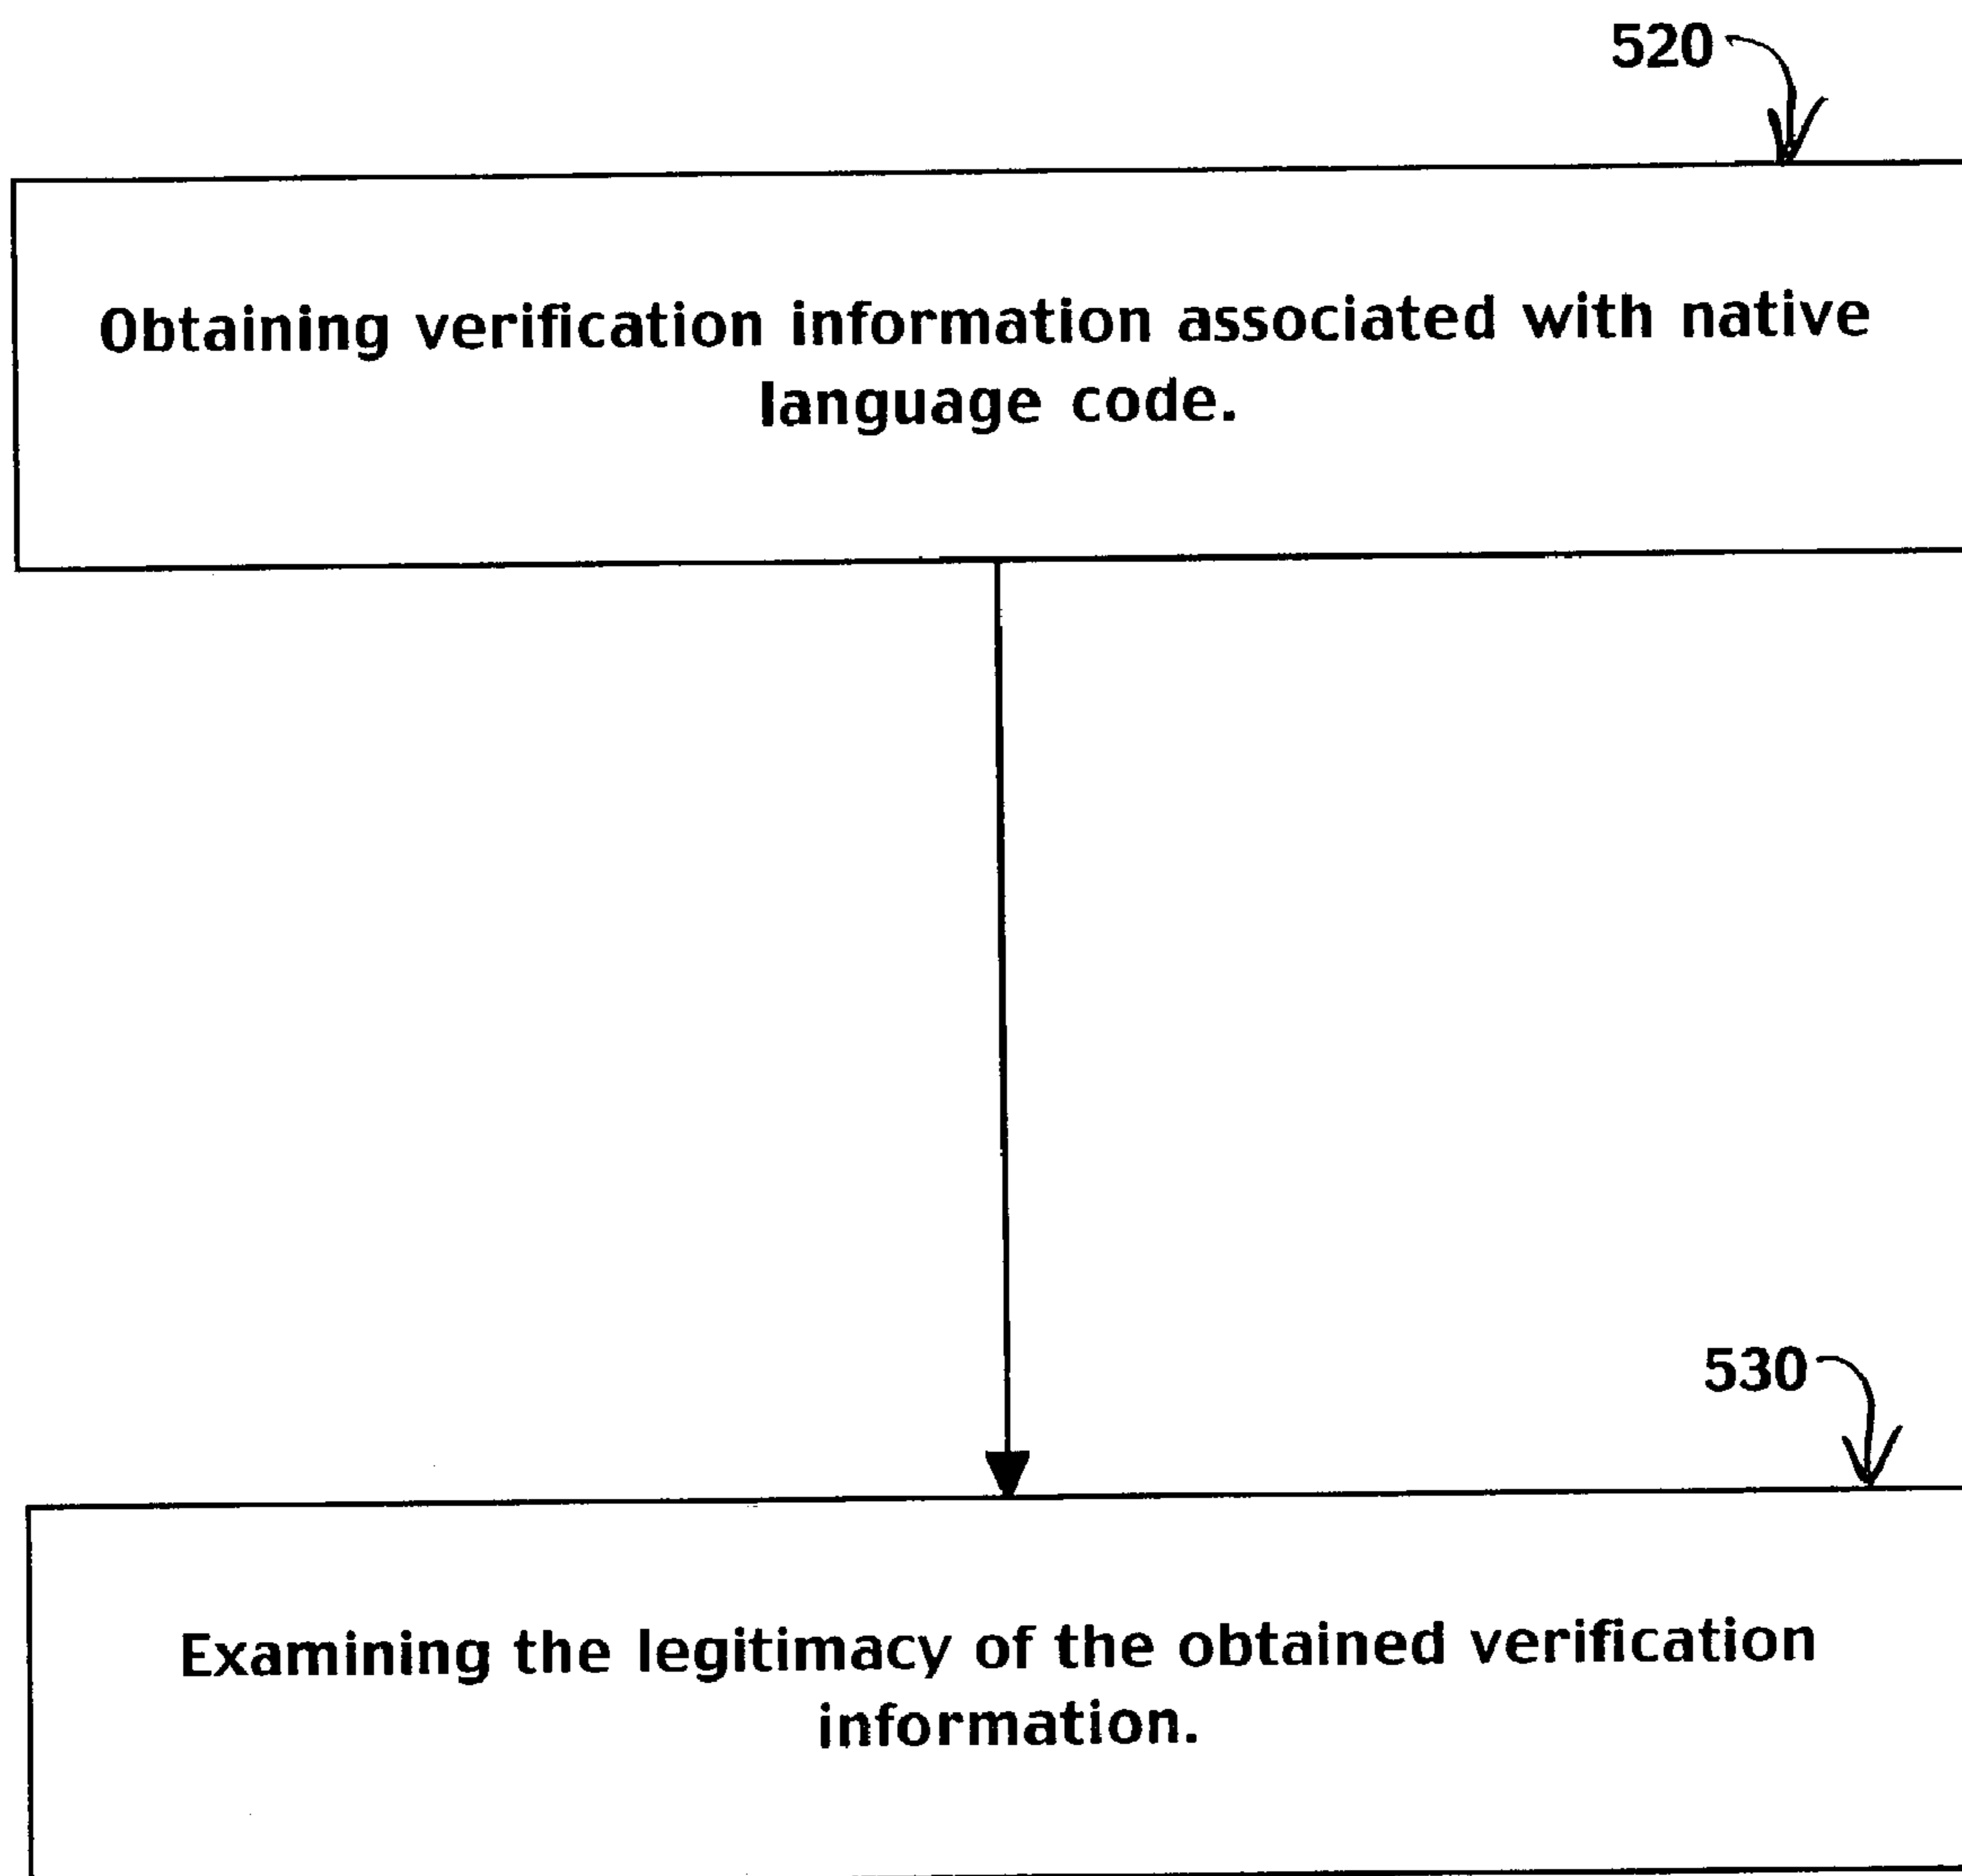 520
Obtaining verification information associated with native
language code.
530
Examining the legitimacy of the obtained verification
information.